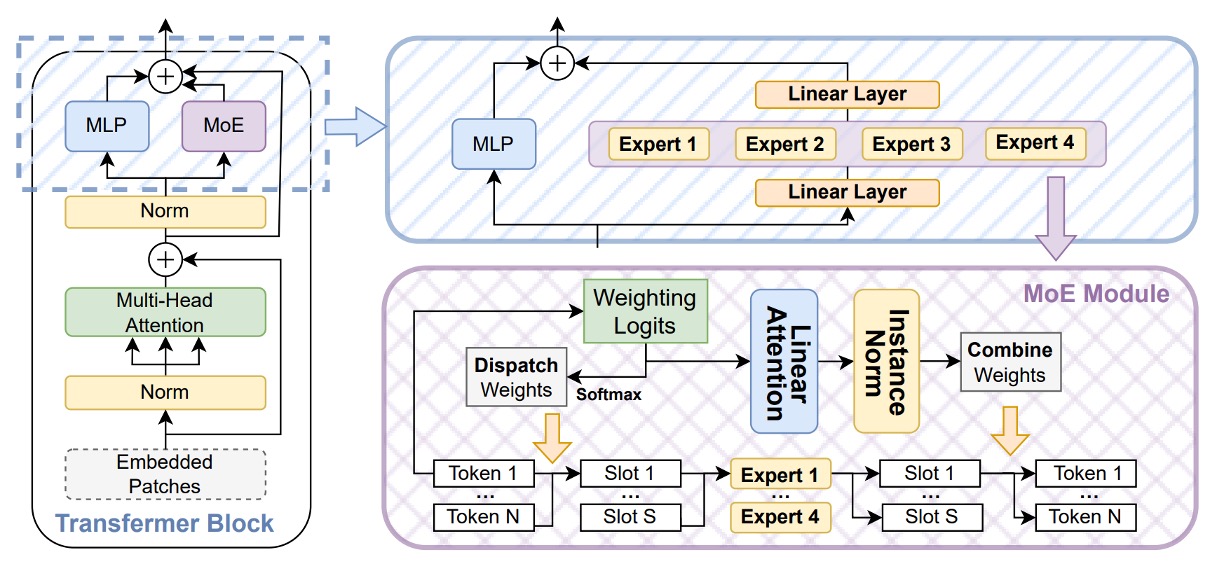 MLP
MoE
Norm
Multi-Head
Attention
Norm
Embedded
Patches
Transfermer Block
Linear Layer
MLP
Expert 1
Expert 2
Expert 3
Expert 4
Linear Layer
MoE Module
Weighting
Logits
Dispatch
Weights
Softmax
Linear
Attention
Instance
Norm
Combine
Weights
Token 1
...
Token N
Slot 1
...
Slot S
Expert 1
...
Expert 4
Slot 1
...
Slot S
Token 1
...
Token N